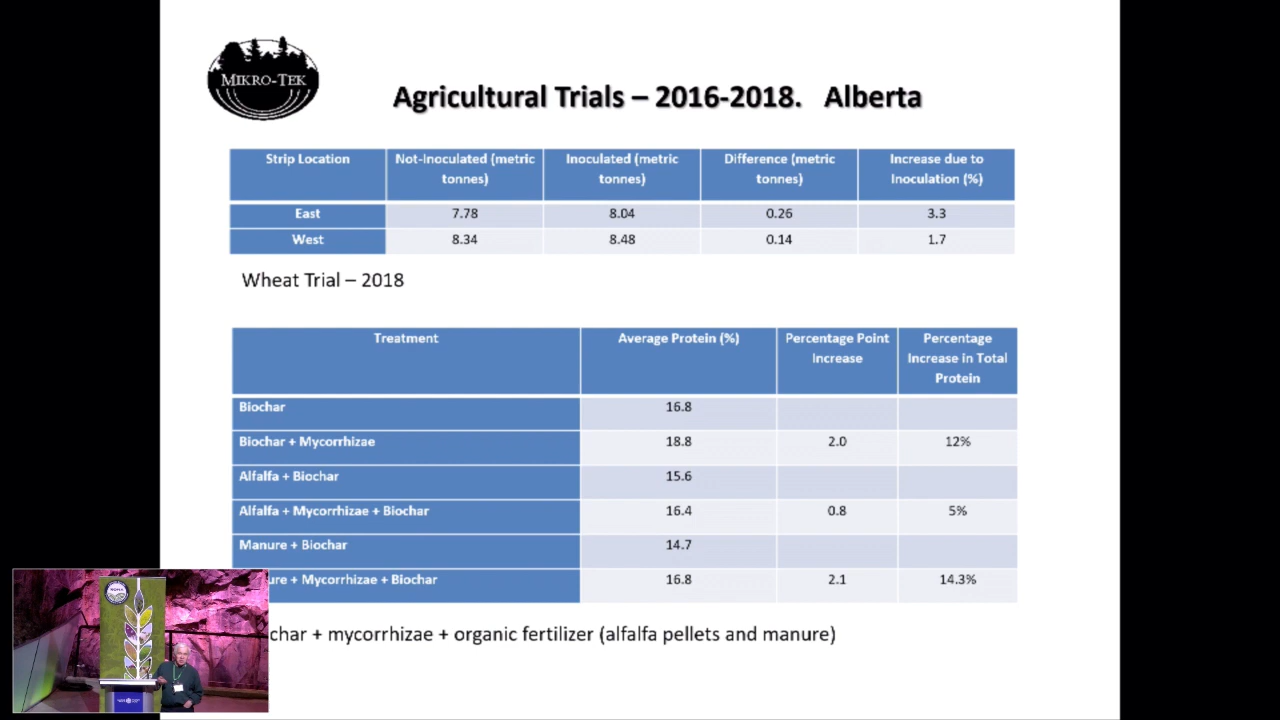 MIKRO-TEK
Agricultural Trials – 2016-2018. Alberta
Strip Location Not-Inoculated (metric tonnes) Inoculated (metric tonnes) Difference (metric tonnes) Increase due to Inoculation (%)
East 7.78 8.04 0.26 3.3
West 8.34 8.48 0.14 1.7
Wheat Trial – 2018
Treatment Average Protein (%) Percentage Point Increase Percentage Increase in Total Protein
Biochar 16.8
Biochar + Mycorrhizae 18.8 2.0 12%
Alfalfa + Biochar 15.6
Alfalfa + Mycorrhizae + Biochar 16.4 0.8 5%
Manure + Biochar 14.7
ure + Mycorrhizae + Biochar 16.8 2.1 14.3%
char + mycorrhizae + organic fertilizer (alfalfa pellets and manure)